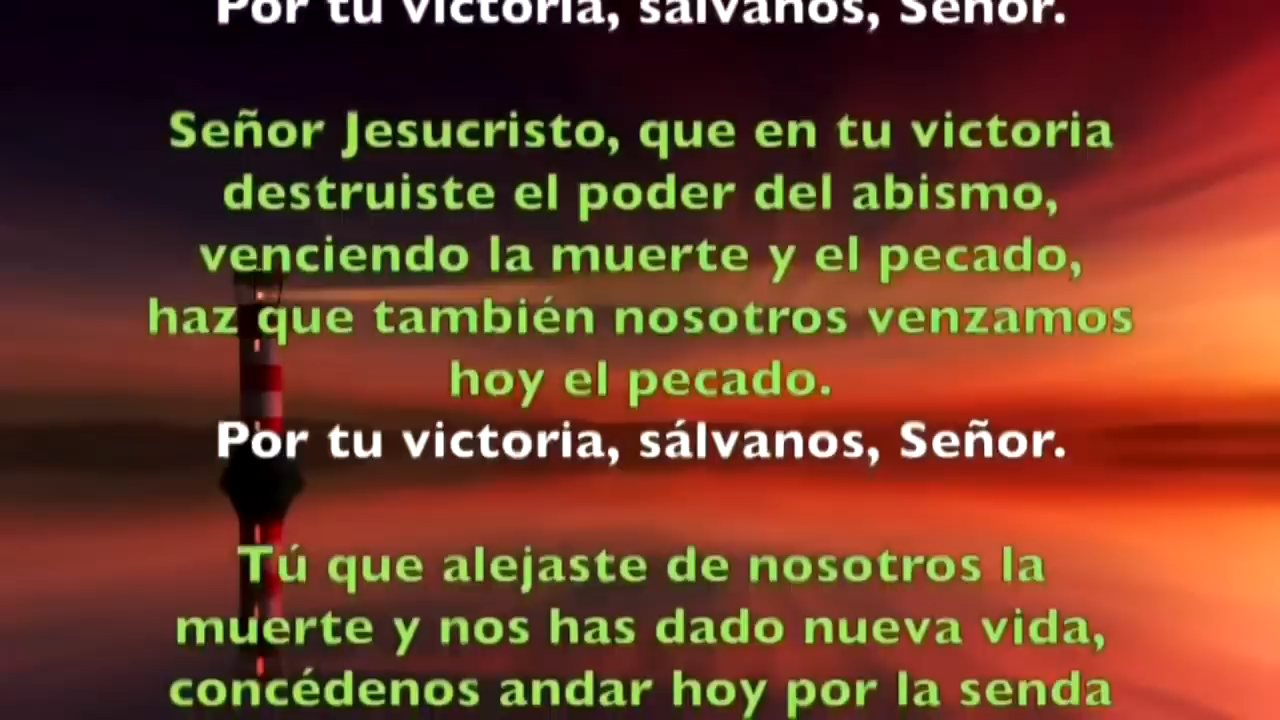 Por tu victoria, sálvanos, Señor.
Señor Jesucristo, que en tu victoria
destruiste el poder del abismo,
venciendo la muerte y el pecado,
haz que también nosotros venzamos
hoy el pecado.
Por tu victoria, sálvanos, Señor.
Tú que alejaste de nosotros la
muerte y nos has dado nueva vida,
concédenos andar hoy por la senda